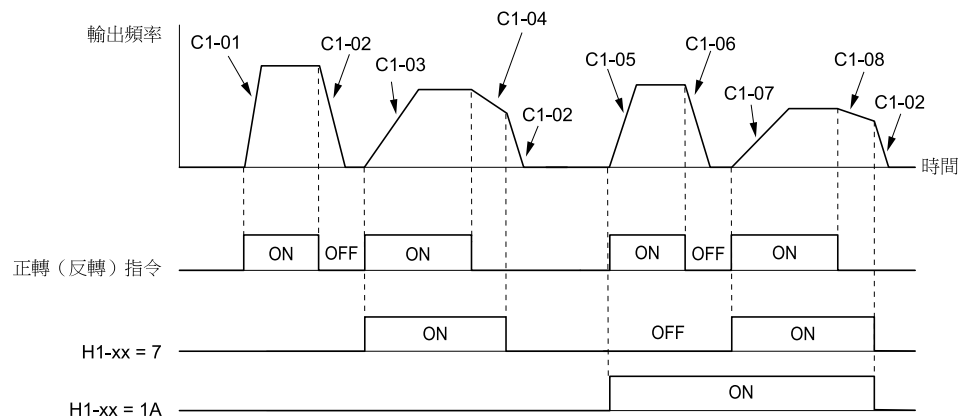 輸出頻率
C1-01
C1-02
C1-03
C1-04
C1-02
C1-05
C1-06
C1-07
C1-08
C1-02
時間
正轉（反轉）指令
ON
OFF
ON
ON
OFF
ON
H1-xx = 7
ON
OFF
ON
H1-xx = 1A
ON